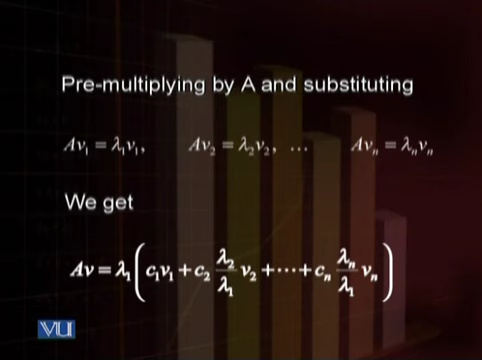 Pre-multiplying by A and substituting
Av₁ = λ₁v₁, Av₂ = λ₂v₂, ... Avₙ = λₙvₙ
We get
Av = λ₁(c₁v₁ + c₂ λ₂/λ₁ v₂ + ⋯ + cₙ λₙ/λ₁ vₙ)
VU